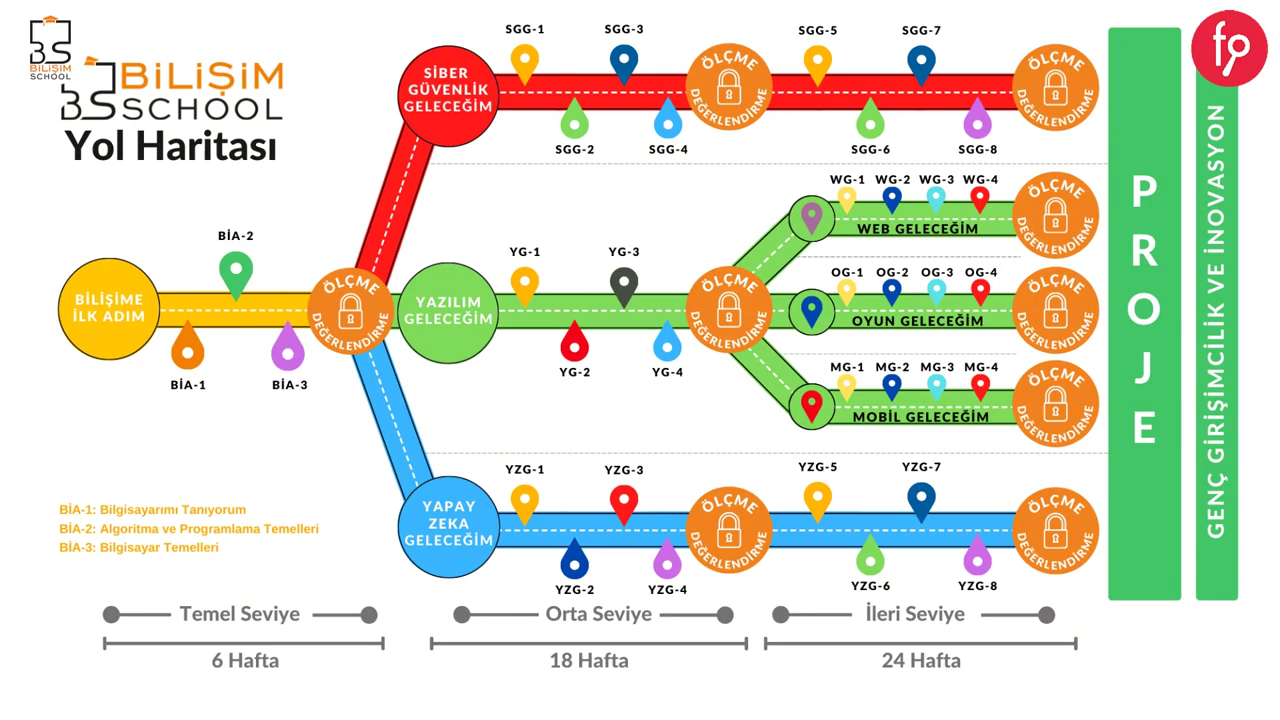 BS
BİLİŞİM
SCHOOL
BİLİŞİM
BS SCHOOL
Yol Haritası
fp
SİBER
GÜVENLİK
GELECEĞİM
SGG-1
SGG-3
SGG-2
SGG-4
ÖLÇME
DEĞERLENDİRME
SGG-5
SGG-7
SGG-6
SGG-8
ÖLÇME
DEĞERLENDİRME
BİLİŞİME
İLK ADIM
BİA-2
BİA-1
BİA-3
ÖLÇME
DEĞERLENDİRME
YAZILIM
GELECEĞİM
YG-1
YG-3
YG-2
YG-4
ÖLÇME
DEĞERLENDİRME
WG-1
WG-2
WG-3
WG-4
WEB GELECEĞİM
ÖLÇME
DEĞERLENDİRME
OG-1
OG-2
OG-3
OG-4
OYUN GELECEĞİM
ÖLÇME
DEĞERLENDİRME
MG-1
MG-2
MG-3
MG-4
MOBİL GELECEĞİM
ÖLÇME
DEĞERLENDİRME
YAPAY
ZEKA
GELECEĞİM
YZG-1
YZG-3
YZG-2
YZG-4
ÖLÇME
DEĞERLENDİRME
YZG-5
YZG-7
YZG-6
YZG-8
ÖLÇME
DEĞERLENDİRME
PROJE
GENÇ GİRİŞİMCİLİK VE İNOVASYON
BİA-1: Bilgisayarımı Tanıyorum
BİA-2: Algoritma ve Programlama Temelleri
BİA-3: Bilgisayar Temelleri
Temel Seviye
Orta Seviye
İleri Seviye
6 Hafta
18 Hafta
24 Hafta